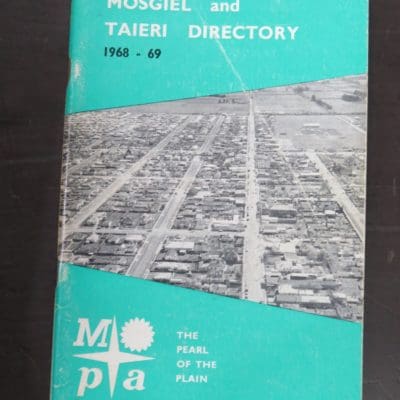 MOSGIEL and
TAIERI DIRECTORY
1968 - 69
M
p a
THE
PEARL
OF THE
PLAIN